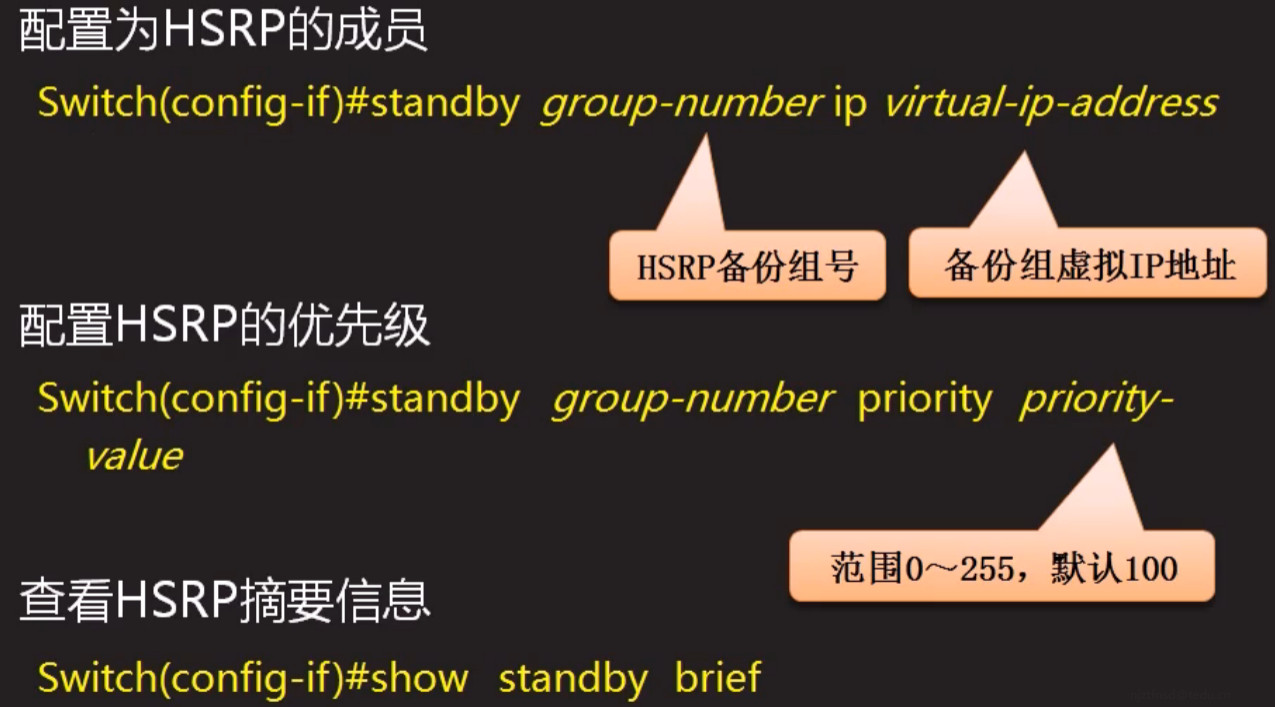 配置为HSRP的成员
Switch(config-if)#standby group-number ip virtual-ip-address
HSRP备份组号
备份组虚拟IP地址
配置HSRP的优先级
Switch(config-if)#standby group-number priority priority-
value
范围0～255，默认100
查看HSRP摘要信息
Switch(config-if)#show standby brief